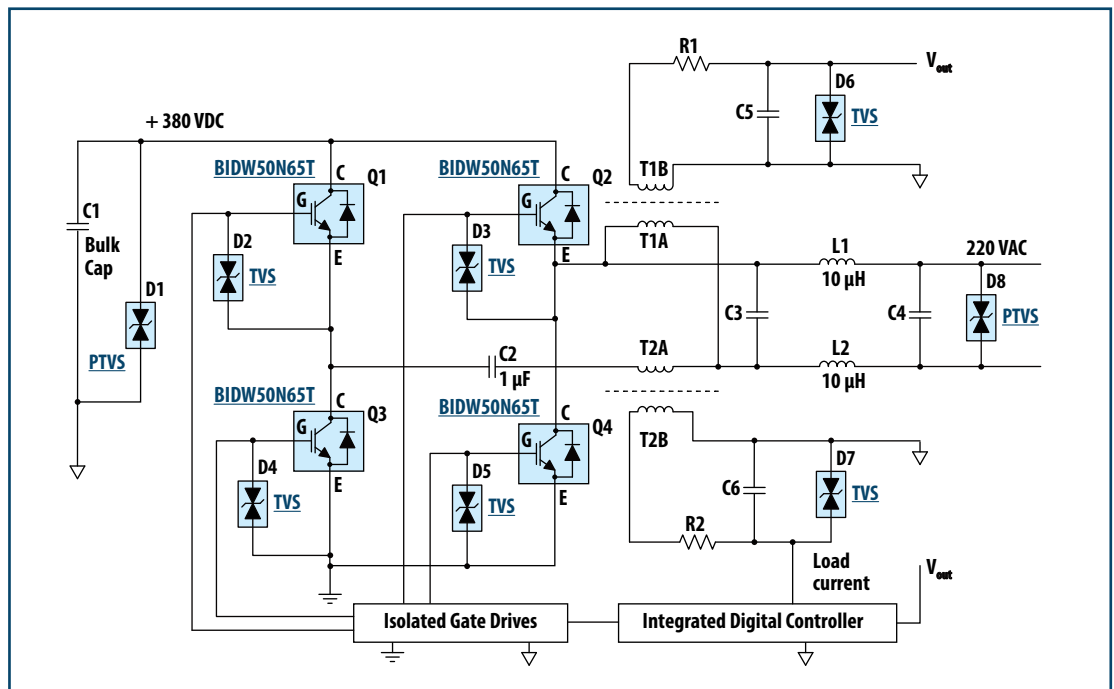 R1
V_out
D6
C5
TVS
+ 380 VDC
T1B
BIDW50N65T
C
Q1
BIDW50N65T
C
Q2
G
G
C1
Bulk
Cap
D2
TVS
E
D3
TVS
E
T1A
L1
10 µH
220 VAC
D1
PTVS
C3
C4
D8
PTVS
C2
1 µF
T2A
L2
10 µH
BIDW50N65T
C
Q3
BIDW50N65T
C
Q4
G
G
T2B
D4
TVS
E
D5
TVS
E
C6
D7
TVS
R2
Load
current
V_out
Isolated Gate Drives
Integrated Digital Controller